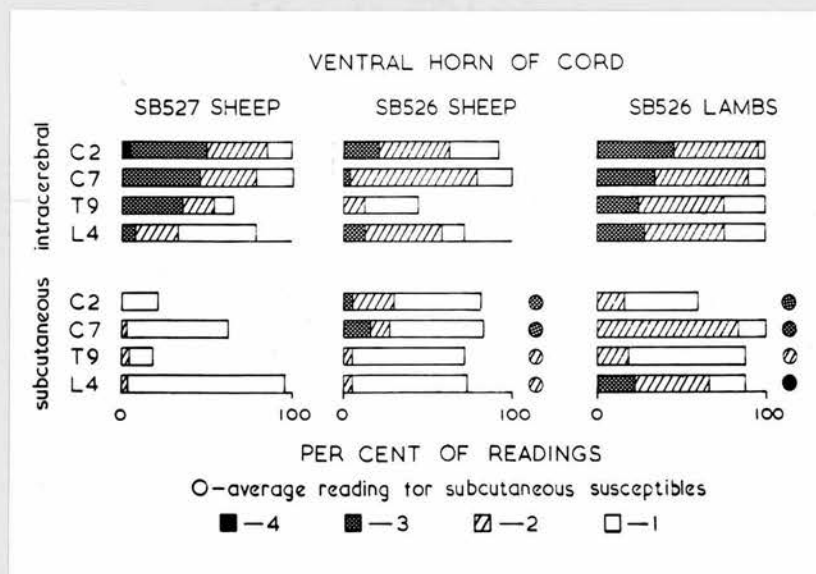 VENTRAL HORN OF CORD
SB527 SHEEP SB526 SHEEP SB526 LAMBS
intracerebral
C2
C7
T9
L4
subcutaneous
C2
C7
T9
L4
0 100 0 100 0 100
PER CENT OF READINGS
O-average reading for subcutaneous susceptibles
-4 -3 -2 -1